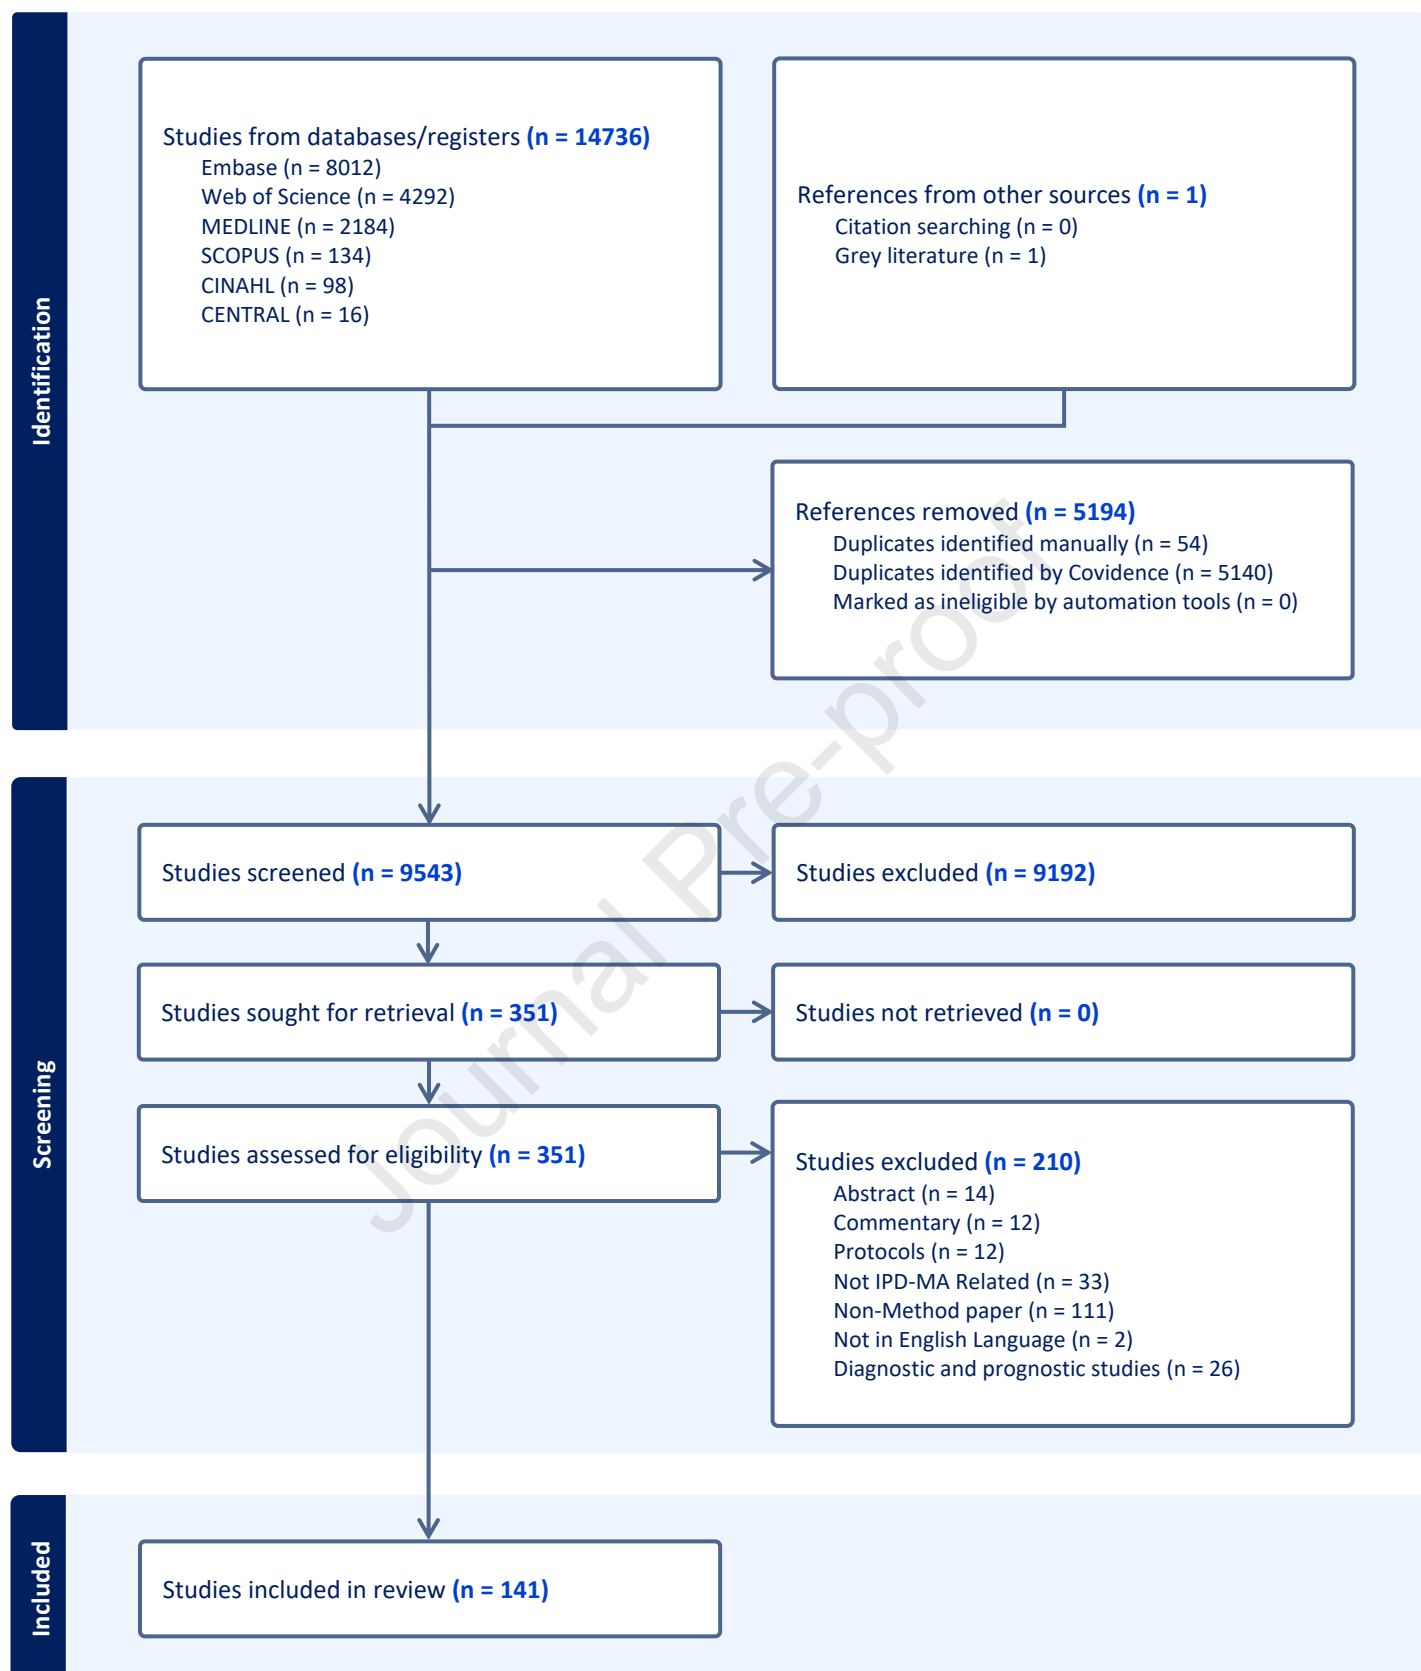 Identification
Studies from databases/registers (n = 14736)
Embase (n = 8012)
Web of Science (n = 4292)
MEDLINE (n = 2184)
SCOPUS (n = 134)
CINAHL (n = 98)
CENTRAL (n = 16)
References from other sources (n = 1)
Citation searching (n = 0)
Grey literature (n = 1)
References removed (n = 5194)
Duplicates identified manually (n = 54)
Duplicates identified by Covidence (n = 5140)
Marked as ineligible by automation tools (n = 0)
Screening
Studies screened (n = 9543)
Studies excluded (n = 9192)
Studies sought for retrieval (n = 351)
Studies not retrieved (n = 0)
Studies assessed for eligibility (n = 351)
Studies excluded (n = 210)
Abstract (n = 14)
Commentary (n = 12)
Protocols (n = 12)
Not IPD-MA Related (n = 33)
Non-Method paper (n = 111)
Not in English Language (n = 2)
Diagnostic and prognostic studies (n = 26)
Included
Studies included in review (n = 141)
Journal Pre-proof